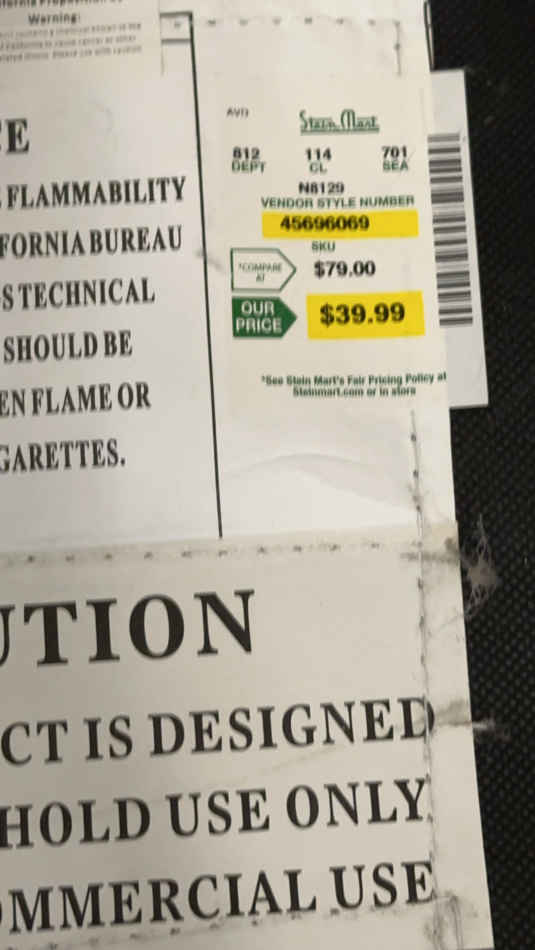 Warning:
E
FLAMMABILITY
FORNIA BUREAU
S TECHNICAL
SHOULD BE
EN FLAME OR
GARETTES.
AVD
Stein Mart
812 114 701
DEPT CL SEA
N8129
VENDOR STYLE NUMBER
45696069
SKU
*COMPARE AT $79.00
OUR PRICE $39.99
*See Stein Mart's Fair Pricing Policy at
Steinmart.com or in store
UTION
CT IS DESIGNED
HOLD USE ONLY
OMMERCIAL USE